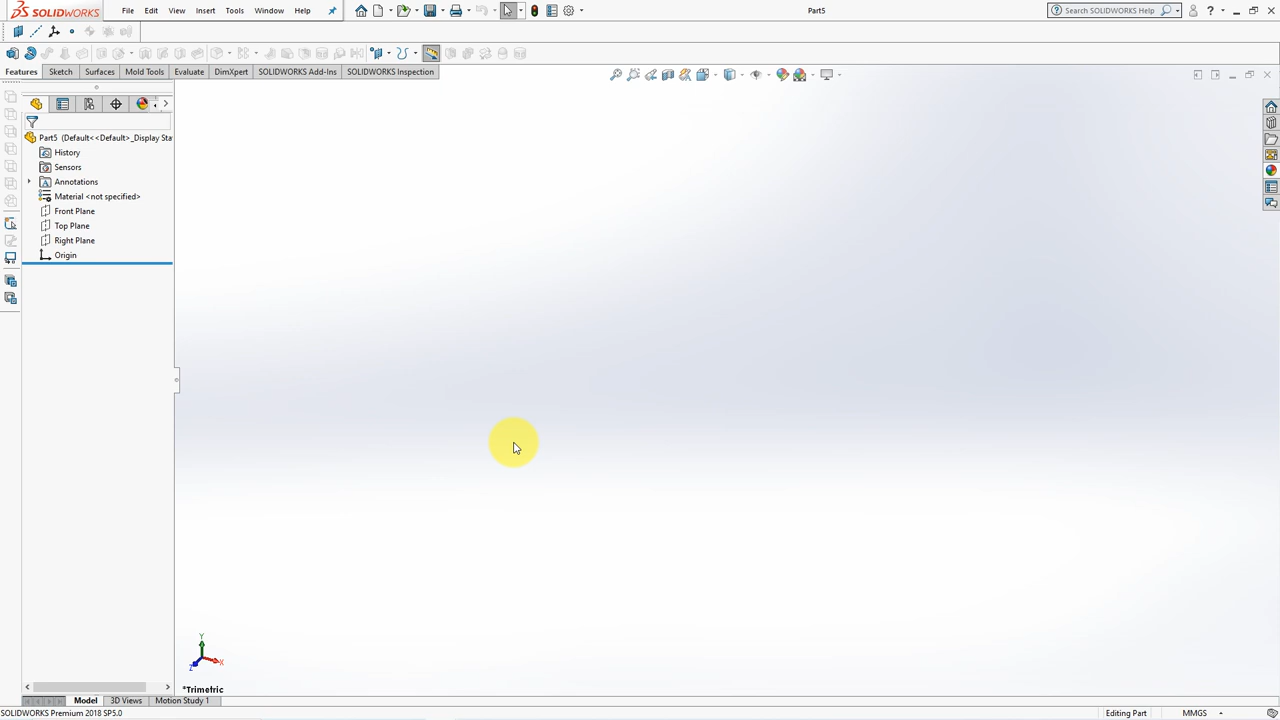 SOLIDWORKS File Edit View Insert Tools Window Help Part5 Search SOLIDWORKS Help ?
Features Sketch Surfaces Mold Tools Evaluate DimXpert SOLIDWORKS Add-Ins SOLIDWORKS Inspection
Part5 (Default<<Default>_Display Sta
History
Sensors
A Annotations
Material <not specified>
Front Plane
Top Plane
Right Plane
Origin
Y
X
Z
*Trimetric
Model 3D Views Motion Study 1
SOLIDWORKS Premium 2018 SP5.0 Editing Part MMGS